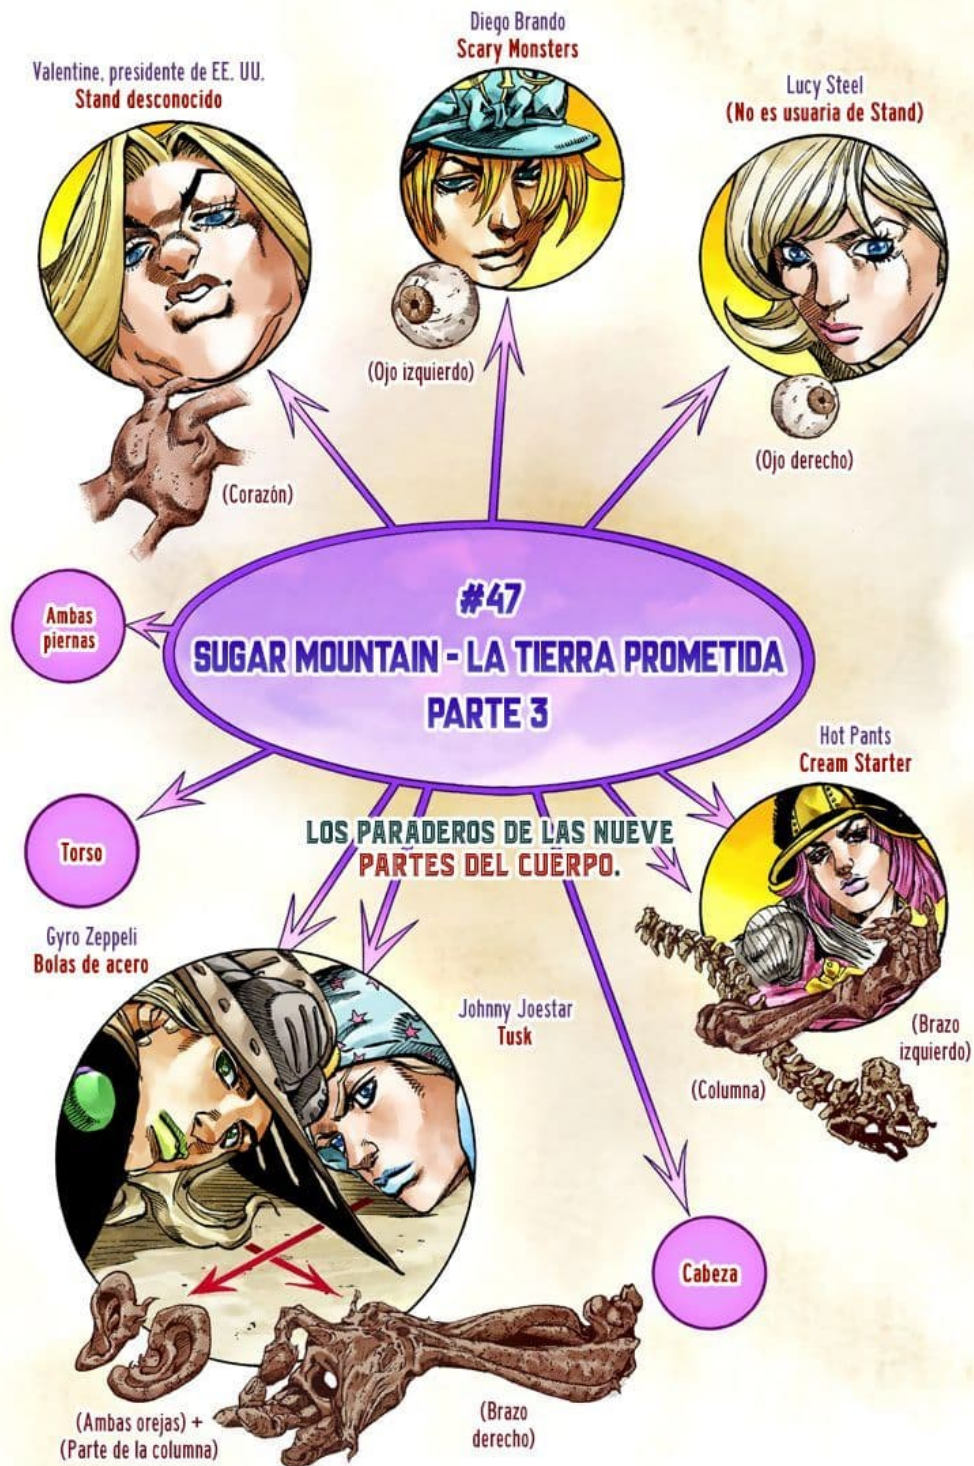 Diego Brando
Scary Monsters
Valentine, presidente de EE. UU.
Stand desconocido
Lucy Steel
(No es usuaria de Stand)
(Ojo izquierdo)
(Ojo derecho)
(Corazón)
#47
SUGAR MOUNTAIN - LA TIERRA PROMETIDA
PARTE 3
Ambas
piernas
Hot Pants
Cream Starter
Torso
LOS PARADEROS DE LAS NUEVE
PARTES DEL CUERPO.
Gyro Zeppeli
Bolas de acero
Johnny Joestar
Tusk
(Brazo
izquierdo)
(Columna)
Cabeza
(Ambas orejas) +
(Parte de la columna)
(Brazo
derecho)